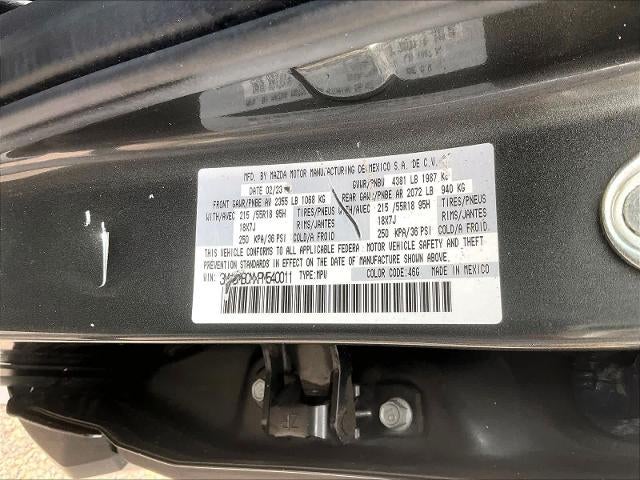 MFD. BY MAZDA MOTOR MANUFACTURING DE MEXICO S.A. DE C.V.
DATE 02/23 GVWR/PNBV 4381 LB 1987 KG
FRONT GAWR/PNBE AV 2355 LB 1068 KG REAR GAWR/PNBE AR 2072 LB 940 KG
WITH/AVEC 215 /55R18 95H TIRES/PNEUS WITH/AVEC 215 /55R18 95H TIRES/PNEUS
18X7J RIMS/JANTES 18X7J RIMS/JANTES
250 KPA/36 PSI COLD/A FROID 250 KPA/36 PSI COLD/A FROID
THIS VEHICLE CONFORMS TO ALL APPLICABLE FEDERAL MOTOR VEHICLE SAFETY AND THEFT
PREVENTION STANDARDS IN EFFECT ON THE DATE OF MANUFACTURE SHOWN ABOVE.
VIN: TYPE: MPV COLOR CODE: 46G MADE IN MEXICO